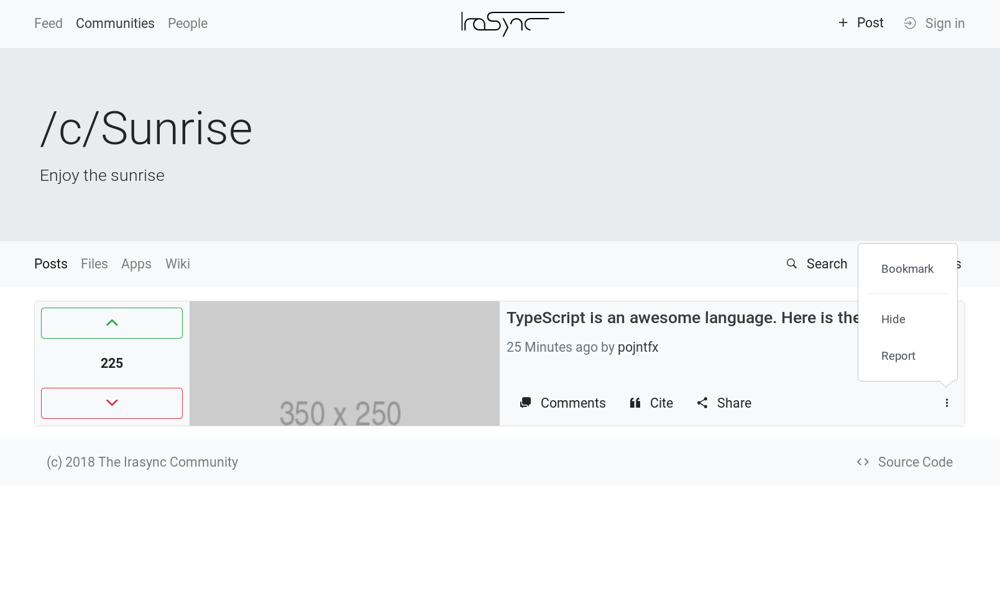 Feed Communities People IraSync + Post Sign in
/c/Sunrise
Enjoy the sunrise
Posts Files Apps Wiki Search
Bookmark
Hide
Report
225
TypeScript is an awesome language. Here is the
25 Minutes ago by pojntfx
350 x 250
Comments Cite Share
(c) 2018 The Irasync Community
Source Code